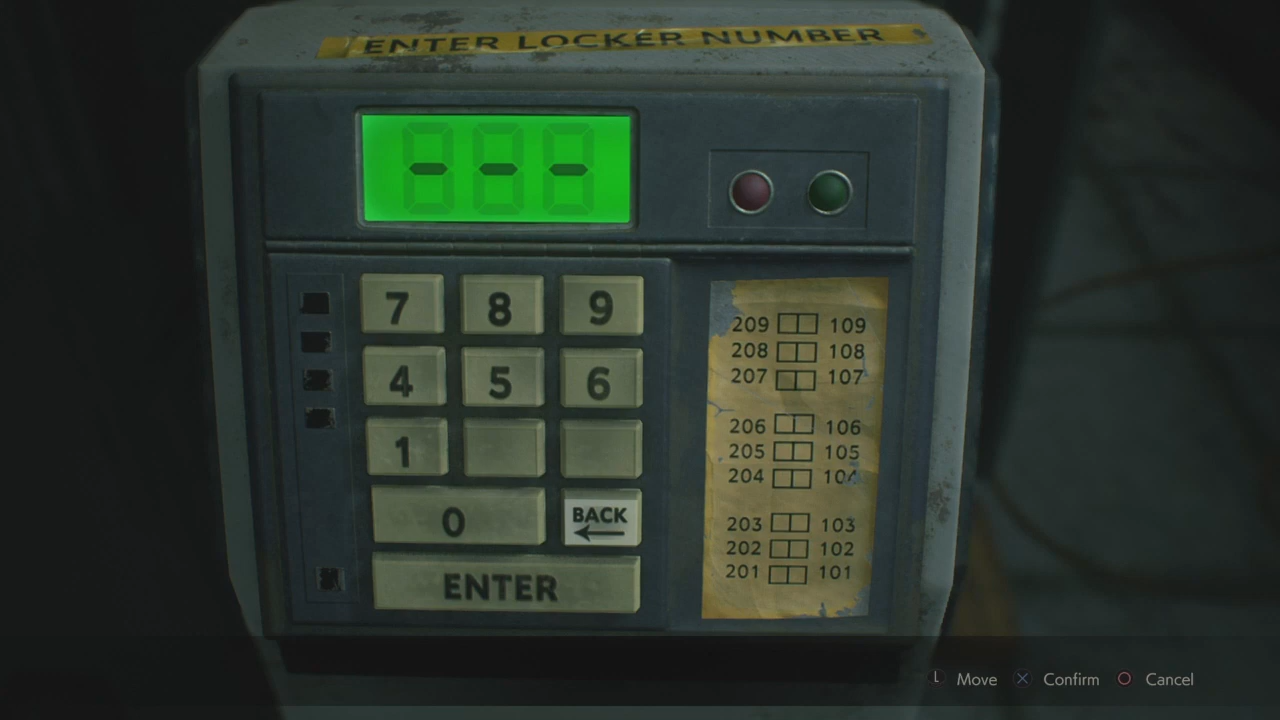 ENTER LOCKER NUMBER
- - -
7 8 9
4 5 6
1
0 BACK
ENTER
209 109
208 108
207 107
206 106
205 105
204 104
203 103
202 102
201 101
L Move Confirm Cancel